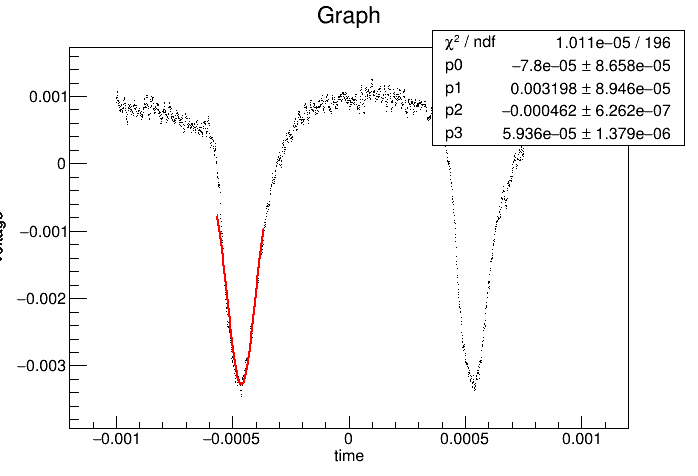 Graph
χ² / ndf 1.011e−05 / 196
p0 −7.8e−05 ± 8.658e−05
p1 0.003198 ± 8.946e−05
p2 -0.000462 ± 6.262e−07
p3 5.936e−05 ± 1.379e−06
0.001
0
−0.001
−0.002
−0.003
voltage
−0.001 −0.0005 0 0.0005 0.001
time